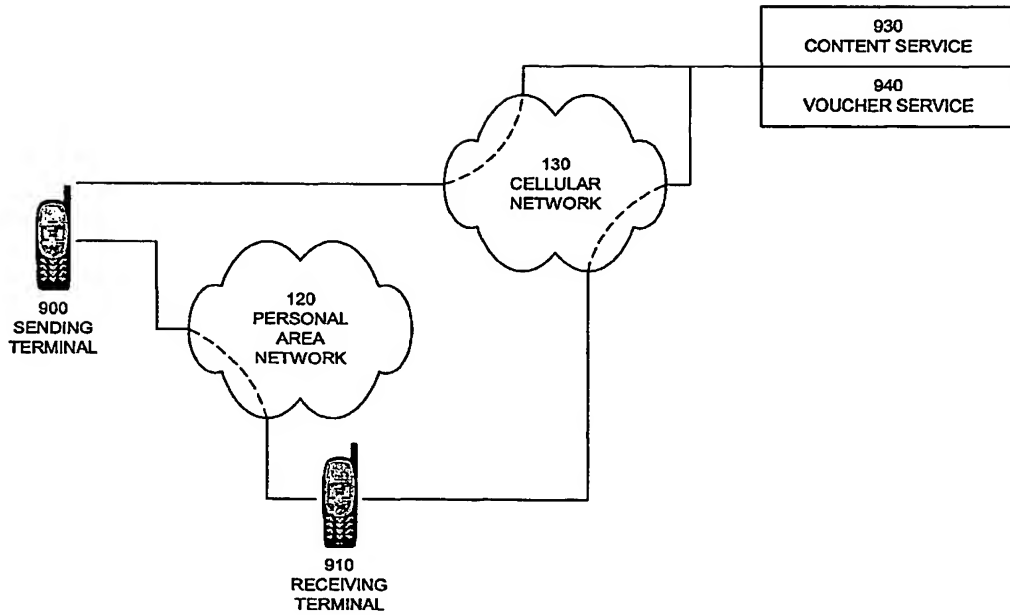 930
CONTENT SERVICE
940
VOUCHER SERVICE
130
CELLULAR
NETWORK
900
SENDING
TERMINAL
120
PERSONAL
AREA
NETWORK
910
RECEIVING
TERMINAL